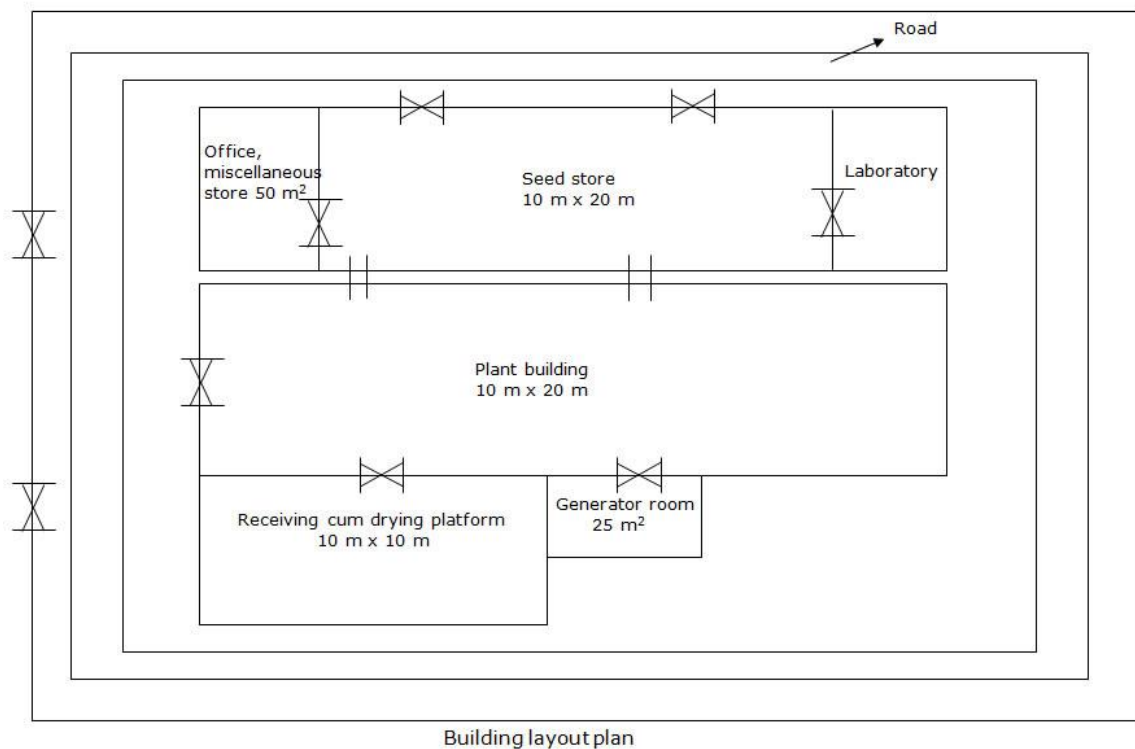 Road
Office,
miscellaneous
store 50 m²
Seed store
10 m x 20 m
Laboratory
Plant building
10 m x 20 m
Receiving cum drying platform
10 m x 10 m
Generator room
25 m²
Building layout plan